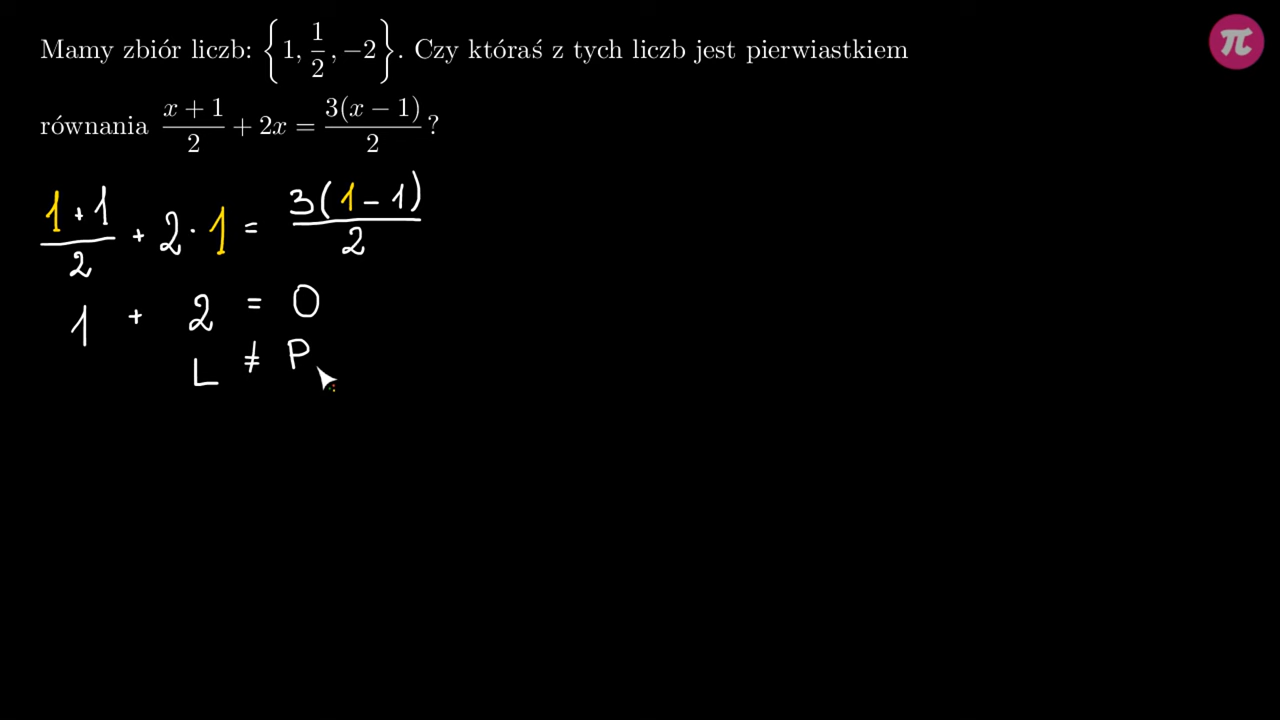 Mamy zbiór liczb: {1, 1/2, −2}. Czy któraś z tych liczb jest pierwiastkiem
równania (x + 1)/2 + 2x = 3(x − 1)/2 ?
(1 + 1)/2 + 2 · 1 = 3(1 − 1)/2
1 + 2 = 0
L ≠ P
π